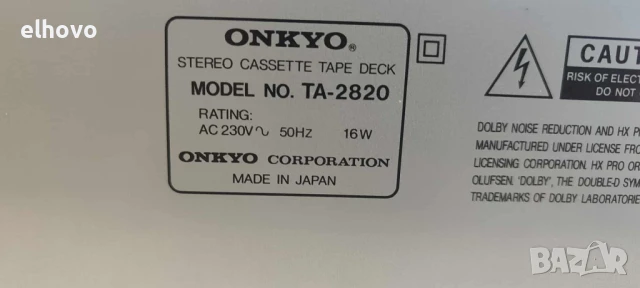 elhovo
ONKYO®
STEREO CASSETTE TAPE DECK
MODEL NO. TA-2820
RATING:
AC 230V∿ 50HZ 16W
ONKYO CORPORATION
MADE IN JAPAN
CAUT
RISK OF ELECT
DO NOT
DOLBY NOISE REDUCTION AND HX P
MANUFACTURED UNDER LICENSE FRO
LICENSING CORPORATION. HX PRO OR
OLUFSEN. "DOLBY", THE DOUBLE-D SYM
TRADEMARKS OF DOLBY LABORATORIE
BAZAR